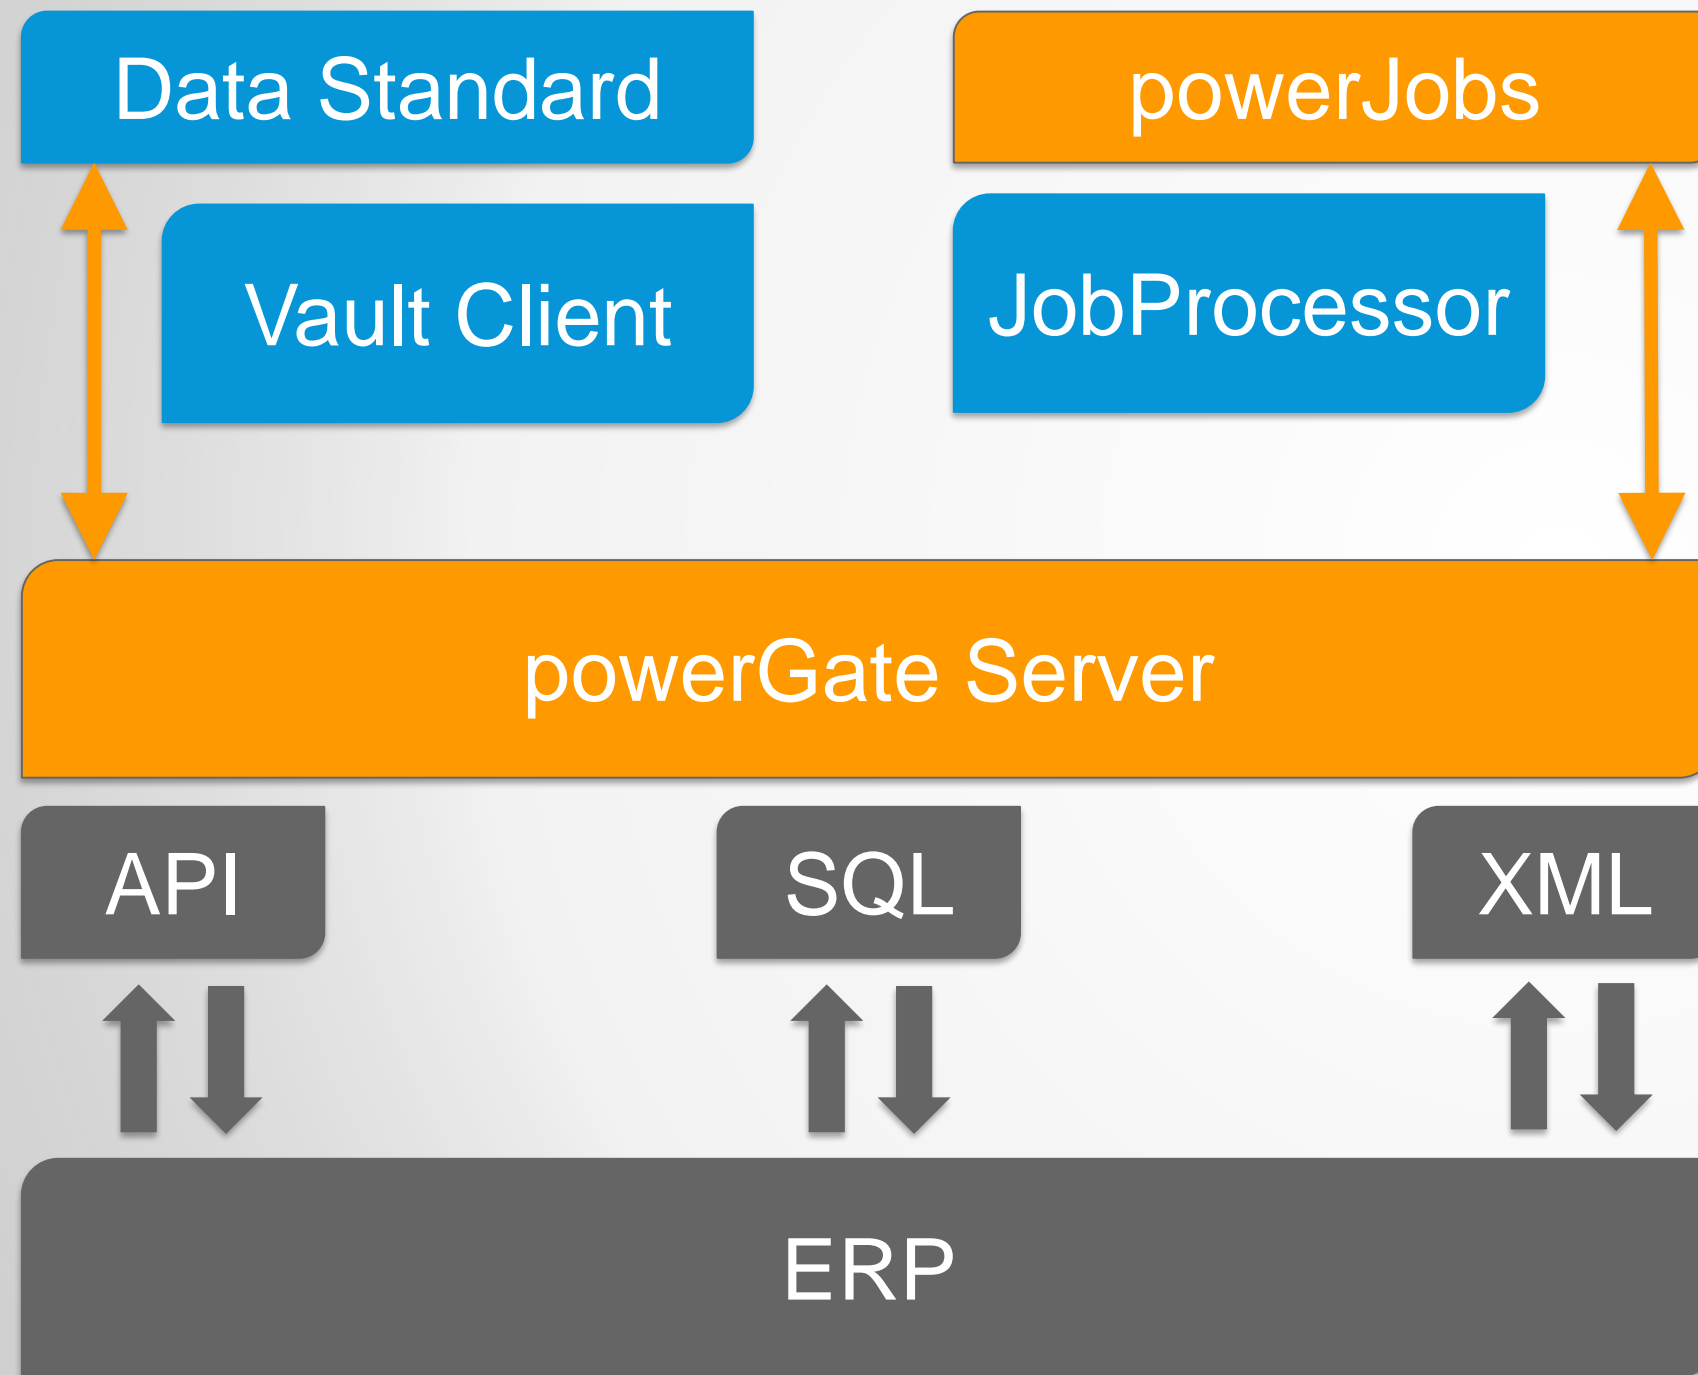 Data Standard
powerJobs
Vault Client
JobProcessor
powerGate Server
API
SQL
XML
ERP